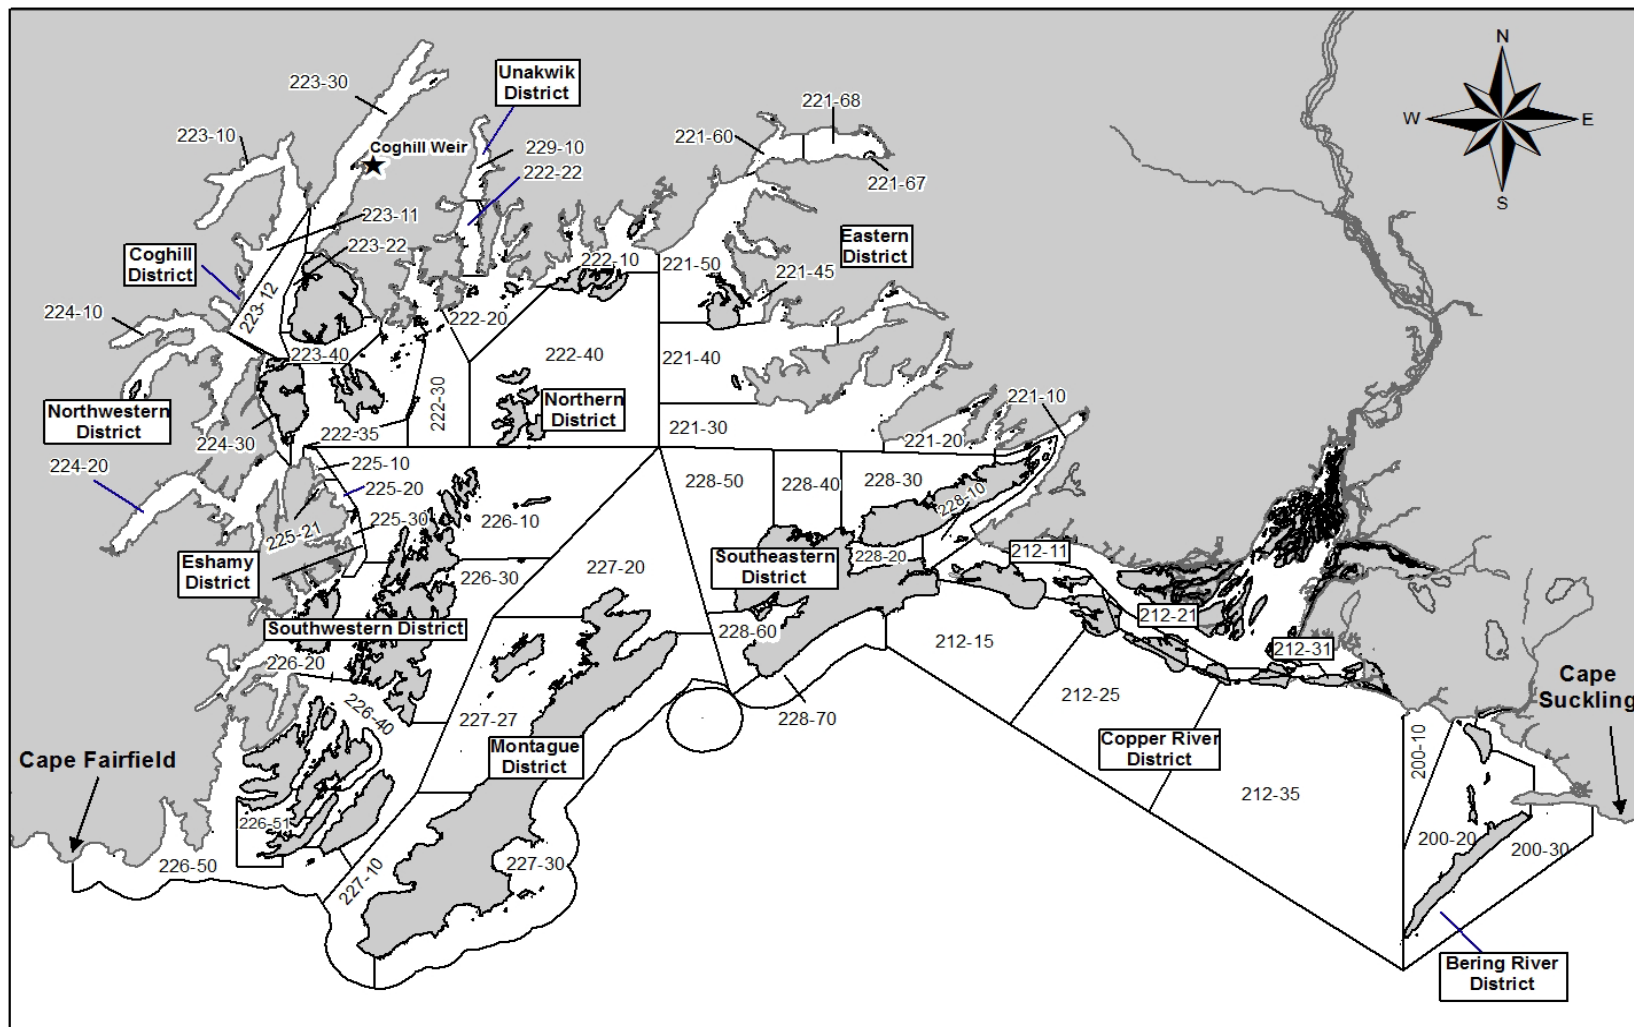 N
W
E
S
223-30
Unakwik
District
223-10
Coghill Weir
221-68
221-60
229-10
222-22
221-67
223-11
223-22
Coghill
District
Eastern
District
222-10
221-50
221-45
223-12
224-10
222-20
223-40
222-40
221-40
222-30
Northern
District
221-10
Northwestern
District
224-30
222-35
221-30
221-20
224-20
225-10
225-20
228-50
228-40
228-30
228-10
225-30
226-10
225-21
Eshamy
District
226-30
227-20
Southeastern
District
228-20
212-11
212-21
Southwestern District
228-60
212-15
212-31
226-20
226-40
227-27
228-70
212-25
Cape
Suckling
Montague
District
Copper River
District
200-10
Cape Fairfield
212-35
226-51
226-50
227-10
227-30
200-20
200-30
Bering River
District